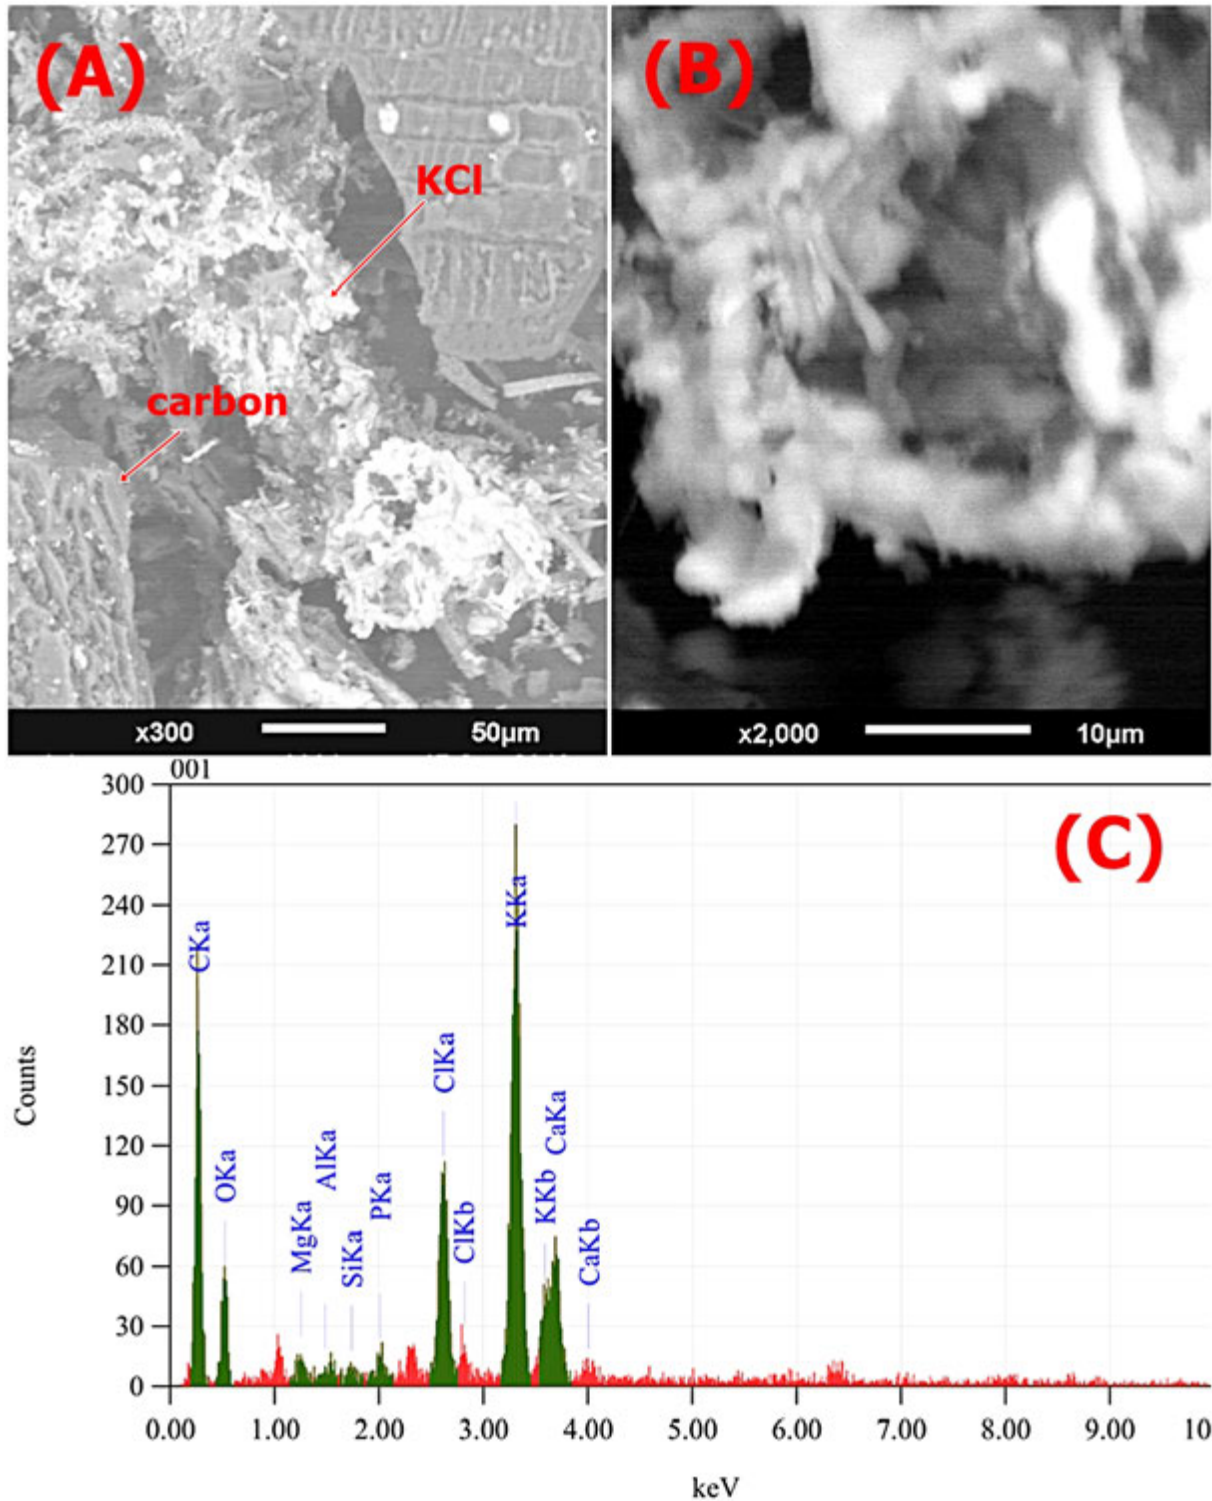 (A)
KCl
carbon
x300 50µm
(B)
x2,000 10µm
001
(C)
300
270
240
210
180
150
120
90
60
30
0
Counts
CKa
OKa
MgKa
AlKa
SiKa
PKa
ClKa
ClKb
KKa
KKb
CaKa
CaKb
0.00 1.00 2.00 3.00 4.00 5.00 6.00 7.00 8.00 9.00 10
keV